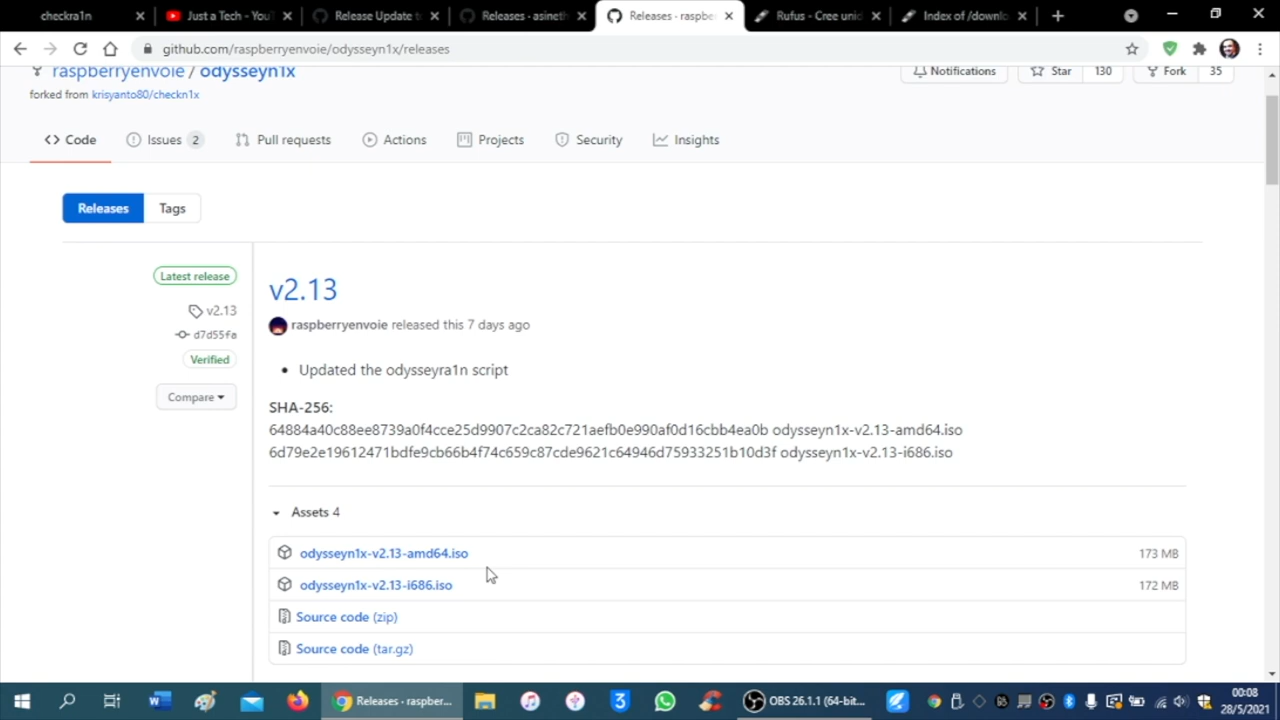 checkra1n
Just a Tech - YouT
Release Update to
Releases · asineth
Releases · raspbe
Rufus - Cree unid
Index of /downlo
github.com/raspberryenvoie/odysseyn1x/releases
raspberryenvoie / odysseyn1x
forked from krisyanto80/checkn1x
Notifications
Star 130
Fork 35
Code
Issues 2
Pull requests
Actions
Projects
Security
Insights
Releases
Tags
Latest release
v2.13
d7d55fa
Verified
Compare
v2.13
raspberryenvoie released this 7 days ago
• Updated the odysseyra1n script
SHA-256:
64884a40c88ee8739a0f4cce25d9907c2ca82c721aefb0e990af0d16cbb4ea0b odysseyn1x-v2.13-amd64.iso
6d79e2e19612471bdfe9cb66b4f74c659c87cde9621c64946d75933251b10d3f odysseyn1x-v2.13-i686.iso
Assets 4
odysseyn1x-v2.13-amd64.iso 173 MB
odysseyn1x-v2.13-i686.iso 172 MB
Source code (zip)
Source code (tar.gz)
Releases · raspber...
OBS 26.1.1 (64-bit...
00:08
28/5/2021